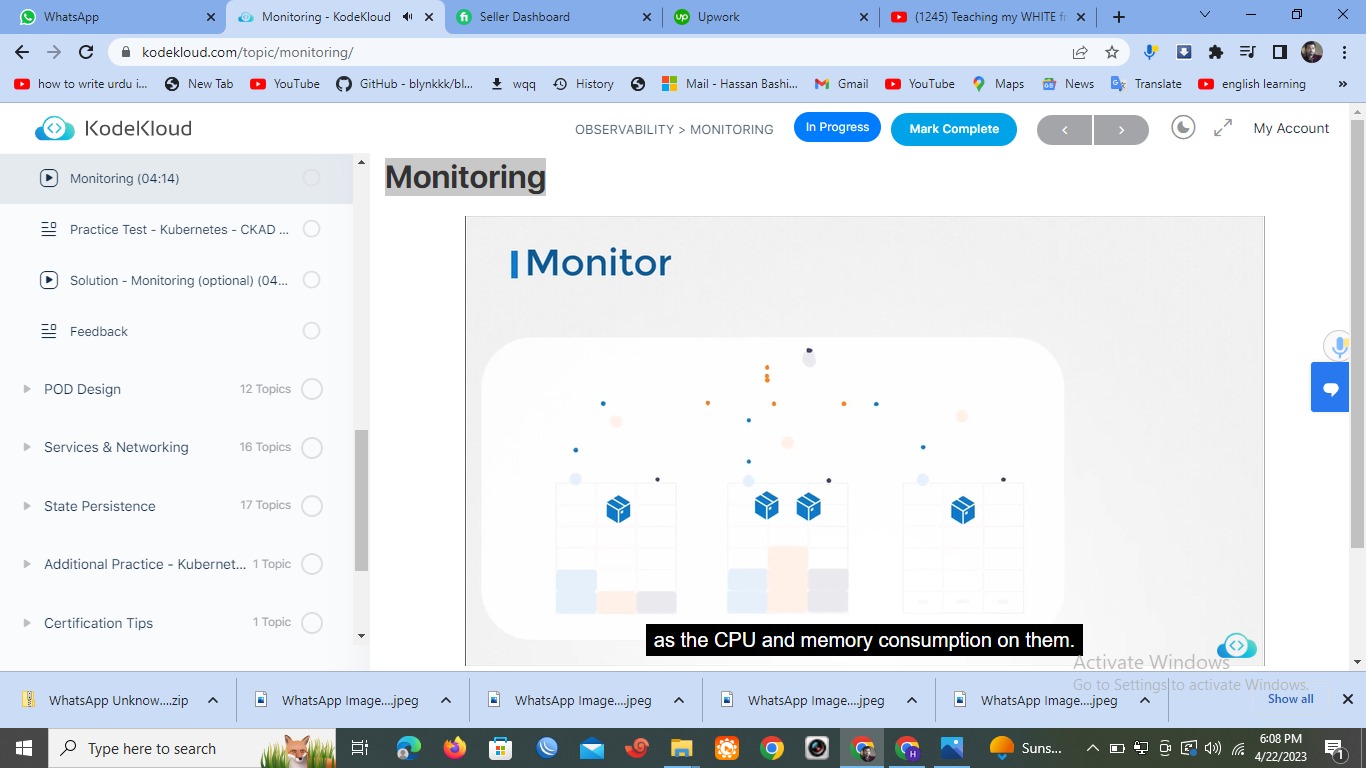 WhatsApp
Monitoring - KodeKloud
Seller Dashboard
Upwork
(1245) Teaching my WHITE fr
kodekloud.com/topic/monitoring/
how to write urdu i...
New Tab
YouTube
GitHub - blynkkk/bl...
wqq
History
Mail - Hassan Bashi...
Gmail
YouTube
Maps
News
Translate
english learning
»
KodeKloud
OBSERVABILITY > MONITORING
In Progress
Mark Complete
My Account
Monitoring (04:14)
Practice Test - Kubernetes - CKAD ...
Solution - Monitoring (optional) (04...
Feedback
POD Design 12 Topics
Services & Networking 16 Topics
State Persistence 17 Topics
Additional Practice - Kubernet... 1 Topic
Certification Tips 1 Topic
Monitoring
Monitor
as the CPU and memory consumption on them.
Activate Windows
Go to Settings to activate Windows.
WhatsApp Unknow....zip
WhatsApp Image....jpeg
WhatsApp Image....jpeg
WhatsApp Image....jpeg
WhatsApp Image....jpeg
Show all
Type here to search
Suns...
6:08 PM
4/22/2023
1